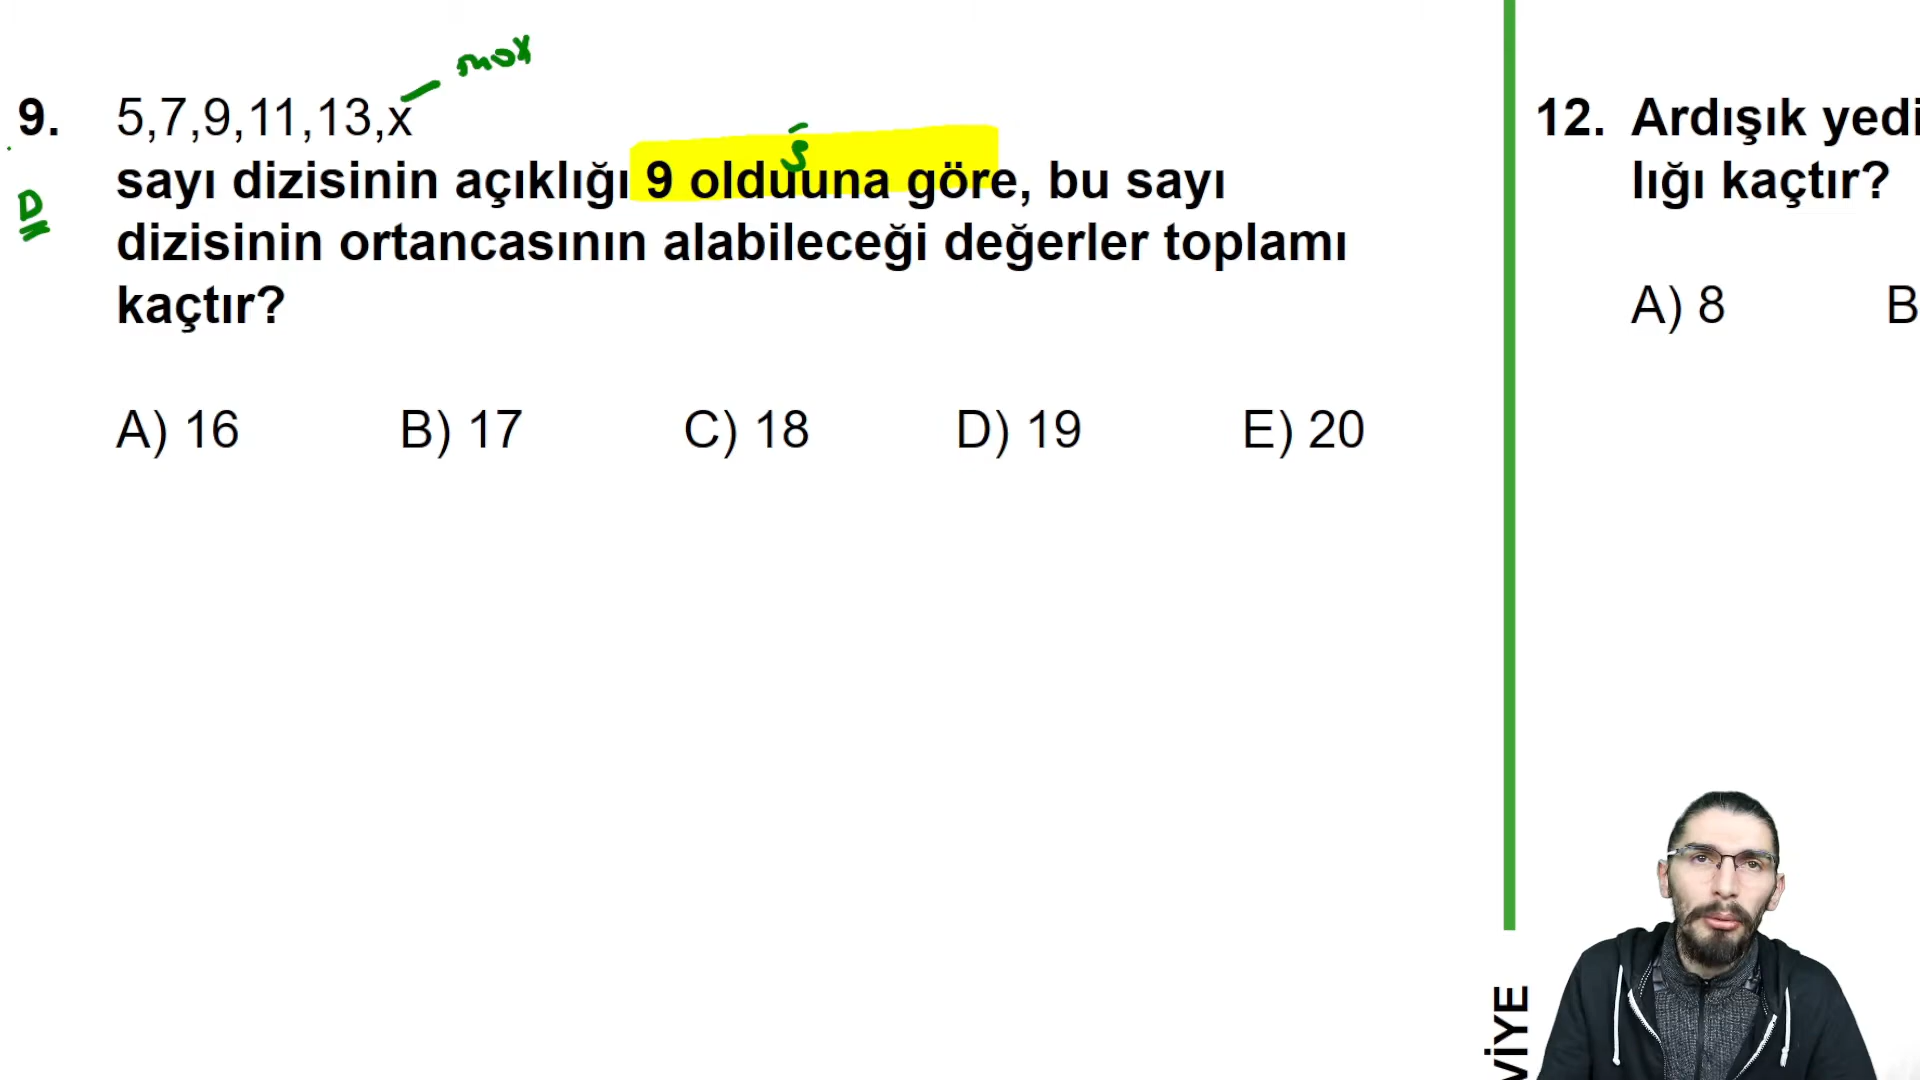 max
9. 5,7,9,11,13,x
ğ
sayı dizisinin açıklığı 9 olduuna göre, bu sayı
D
dizisinin ortancasının alabileceği değerler toplamı
kaçtır?
A) 16 B) 17 C) 18 D) 19 E) 20
12. Ardışık yedi
lığı kaçtır?
A) 8 B
VİYE